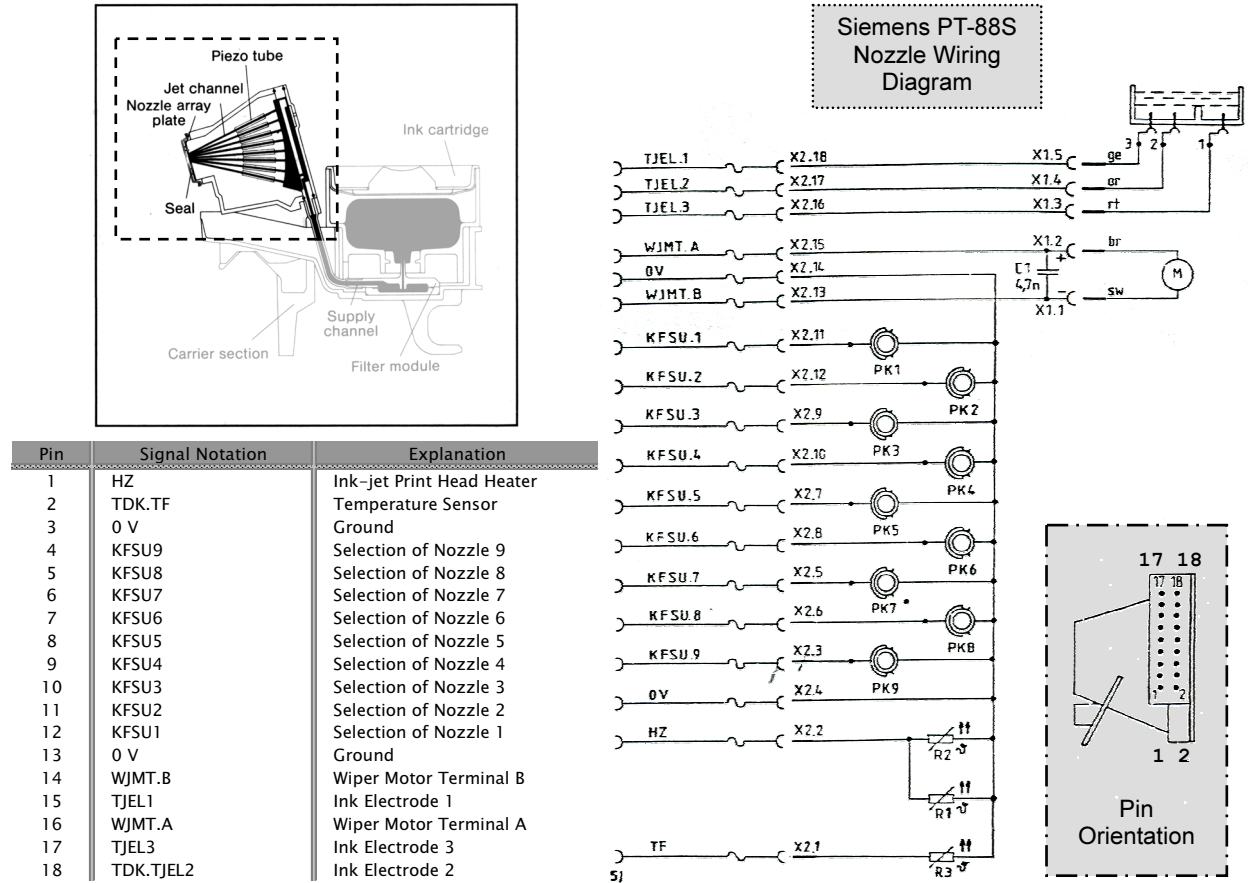 Piezo tube
Jet channel
Nozzle array
plate
Seal
Ink cartridge
Supply
channel
Carrier section
Filter module
Siemens PT-88S
Nozzle Wiring
Diagram
3 2 1
TJEL.1 X2.18 X1.5 ge
TJEL.2 X2.17 X1.4 or
TJEL.3 X2.16 X1.3 rt
WJMT.A X2.15 X1.2 br
0V X2.14
+
C1
4,7n
M
WJMT.B X2.13 - sw
X1.1
KFSU.1 X2.11
PK1
KFSU.2 X2.12
PK2
KFSU.3 X2.9
PK3
KFSU.4 X2.10
PK4
KFSU.5 X2.7
PK5
KFSU.6 X2.8
PK6
KFSU.7 X2.5
PK7
KFSU.8 X2.6
PK8
KFSU.9 X2.3
PK9
0V X2.4
HZ X2.2
R2 ϑ
R1 ϑ
TF X2.1
R3 ϑ
5)
Pin Signal Notation Explanation
1 HZ Ink-jet Print Head Heater
2 TDK.TF Temperature Sensor
3 0 V Ground
4 KFSU9 Selection of Nozzle 9
5 KFSU8 Selection of Nozzle 8
6 KFSU7 Selection of Nozzle 7
7 KFSU6 Selection of Nozzle 6
8 KFSU5 Selection of Nozzle 5
9 KFSU4 Selection of Nozzle 4
10 KFSU3 Selection of Nozzle 3
11 KFSU2 Selection of Nozzle 2
12 KFSU1 Selection of Nozzle 1
13 0 V Ground
14 WJMT.B Wiper Motor Terminal B
15 TJEL1 Ink Electrode 1
16 WJMT.A Wiper Motor Terminal A
17 TJEL3 Ink Electrode 3
18 TDK.TJEL2 Ink Electrode 2
17 18
17 18
1 2
1 2
Pin
Orientation